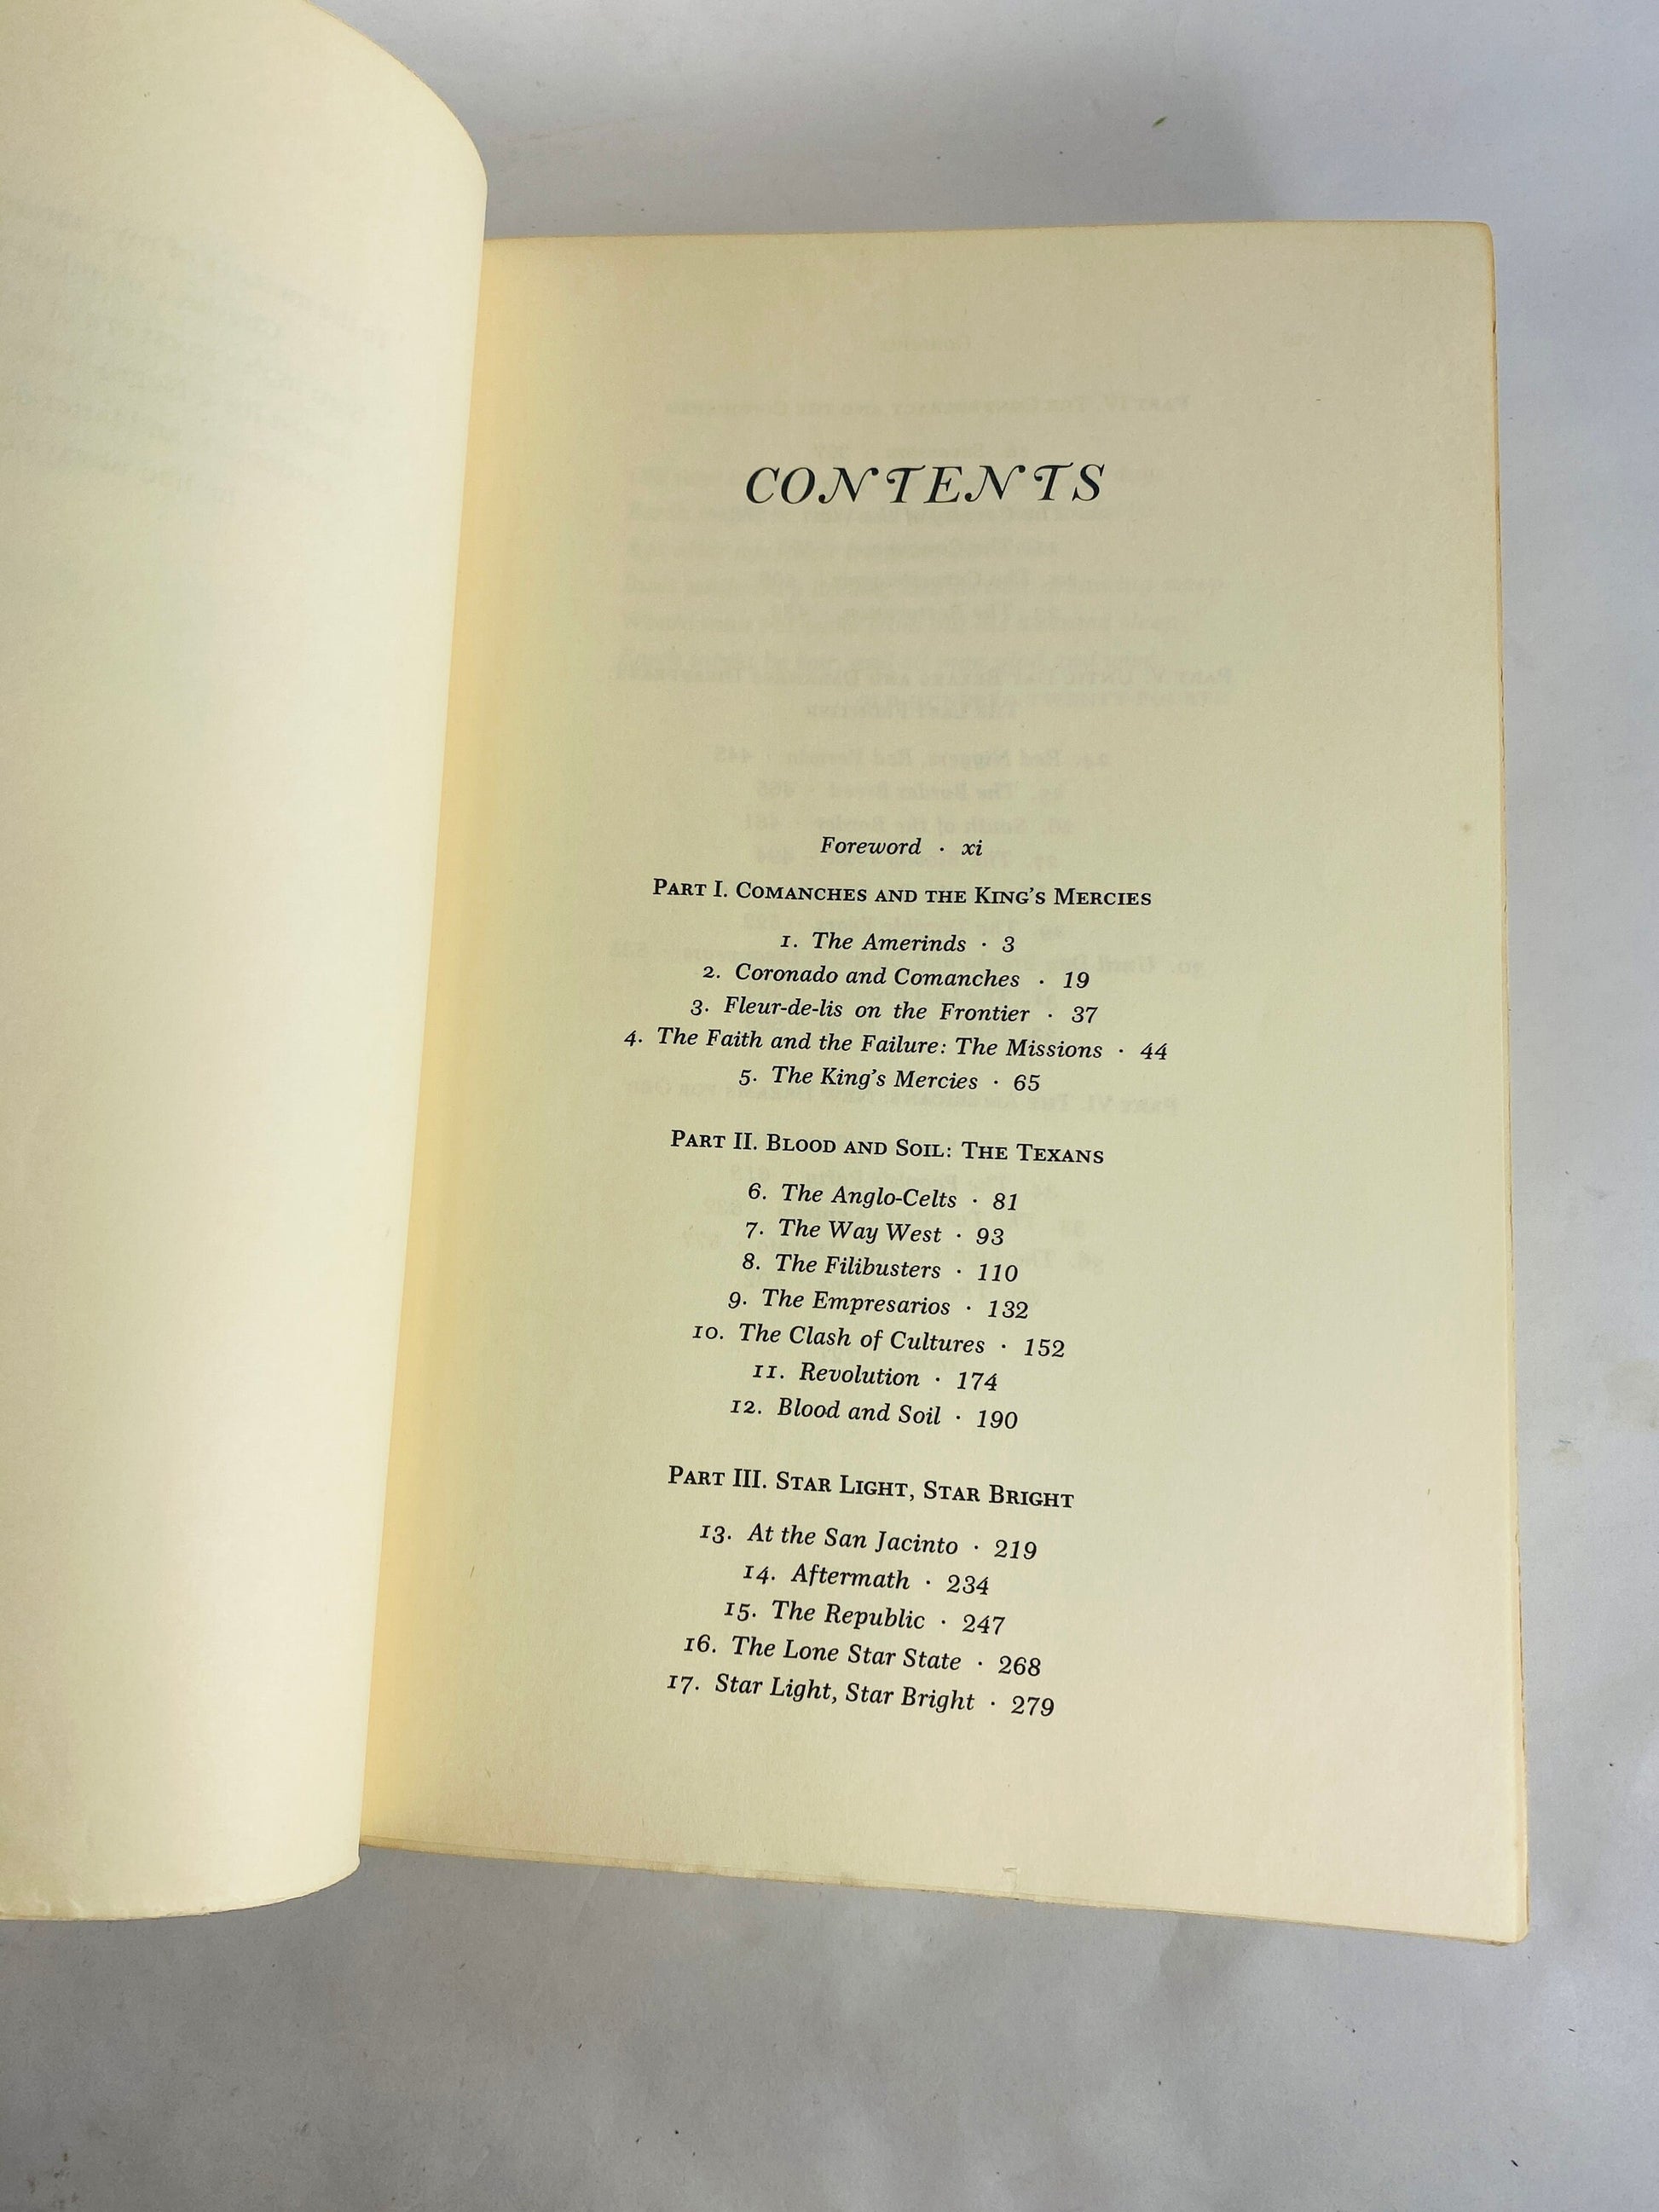 CONTENTS
Foreword · xi
Part I. Comanches and the King's Mercies
1. The Amerinds · 3
2. Coronado and Comanches · 19
3. Fleur-de-lis on the Frontier · 37
4. The Faith and the Failure: The Missions · 44
5. The King's Mercies · 65
Part II. Blood and Soil: The Texans
6. The Anglo-Celts · 81
7. The Way West · 93
8. The Filibusters · 110
9. The Empresarios · 132
10. The Clash of Cultures · 152
11. Revolution · 174
12. Blood and Soil · 190
Part III. Star Light, Star Bright
13. At the San Jacinto · 219
14. Aftermath · 234
15. The Republic · 247
16. The Lone Star State · 268
17. Star Light, Star Bright · 279